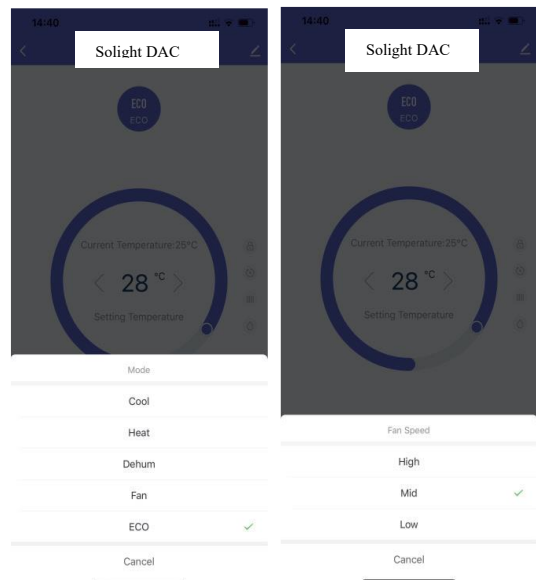 14:40
Solight DAC
ECO
ECO
Current Temperature:25°C
28 °C
Setting Temperature
Mode
Cool
Heat
Dehum
Fan
ECO
Cancel
14:40
Solight DAC
ECO
ECO
Current Temperature:25°C
28 °C
Setting Temperature
Fan Speed
High
Mid
Low
Cancel